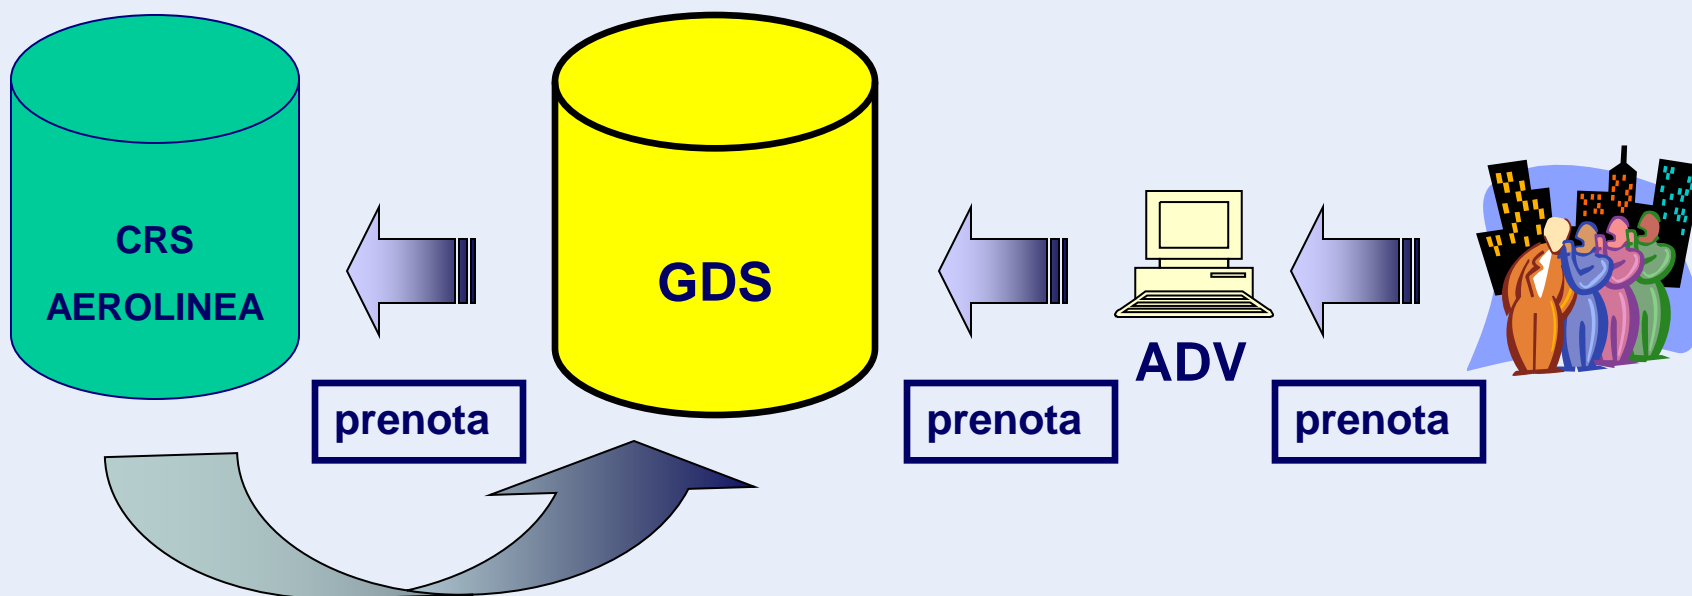 CRS
AEROLINEA
GDS
ADV
prenota
prenota
prenota